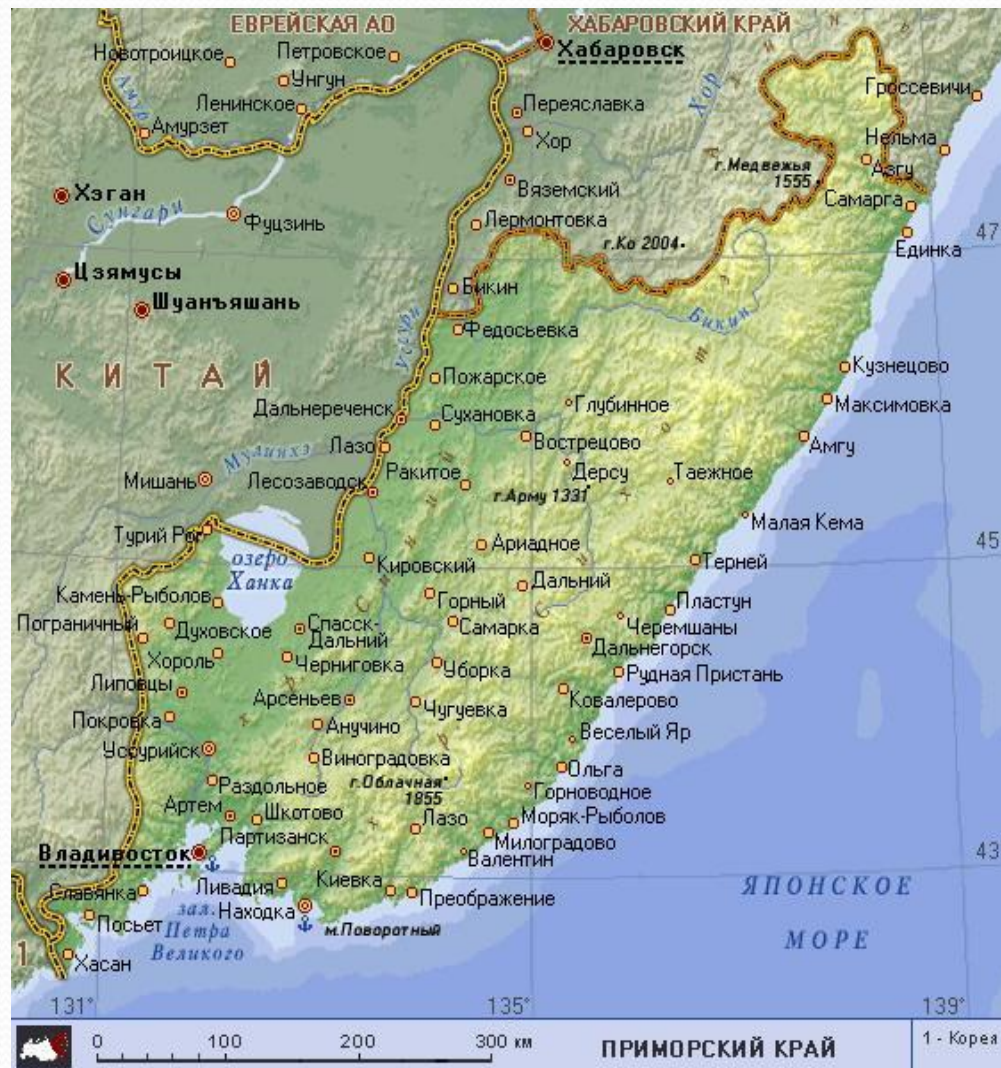 ЕВРЕЙСКАЯ АО
ХАБАРОВСКИЙ КРАЙ
Новотроицкое
Петровское
Хабаровск
Унгун
Ленинское
Амур
Амурзет
Переяславка
Хор
Хор
Гроссевичи
Нельма
г.Медвежья
1555
Азгу
Самарга
Единка
47
Хэган
Сунгари
Фуцзинь
Вяземский
Лермонтовка
г.Ко 2004
Цзямусы
Шуанъяшань
Бикин
Бикин
Уссури
Федосьевка
КИТАЙ
Пожарское
Кузнецово
Дальнереченск
Сухановка
Глубинное
Максимовка
Лазо
Вострецово
Амгу
Мулинхэ
Мишань
Лесозаводск
Ракитое
Дерсу
Таежное
г.Арму 1331
Малая Кема
Турий Рог
озеро
Ханка
Кировский
Ариадное
Терней
45
Камень-Рыболов
Горный
Дальний
Пластун
Пограничный
Духовское
Спасск-
Дальний
Самарка
Черемшаны
Дальнегорск
Хороль
Черниговка
Уборка
Рудная Пристань
Липовцы
Арсеньев
Чугуевка
Ковалерово
Покровка
Анучино
Веселый Яр
Уссурийск
Виноградовка
Ольга
Раздольное
г.Облачная
1855
Горноводное
Артем
Шкотово
Лазо
Моряк-Рыболов
Партизанск
Милоградово
Владивосток
Валентин
43
Славянка
Ливадия
Киевка
Преображение
ЯПОНСКОЕ
МОРЕ
Посьет
зал.
Петра
Великого
Находка
м.Поворотный
1
Хасан
131°
135°
139°
0
100
200
300 км
ПРИМОРСКИЙ КРАЙ
1 - Корея